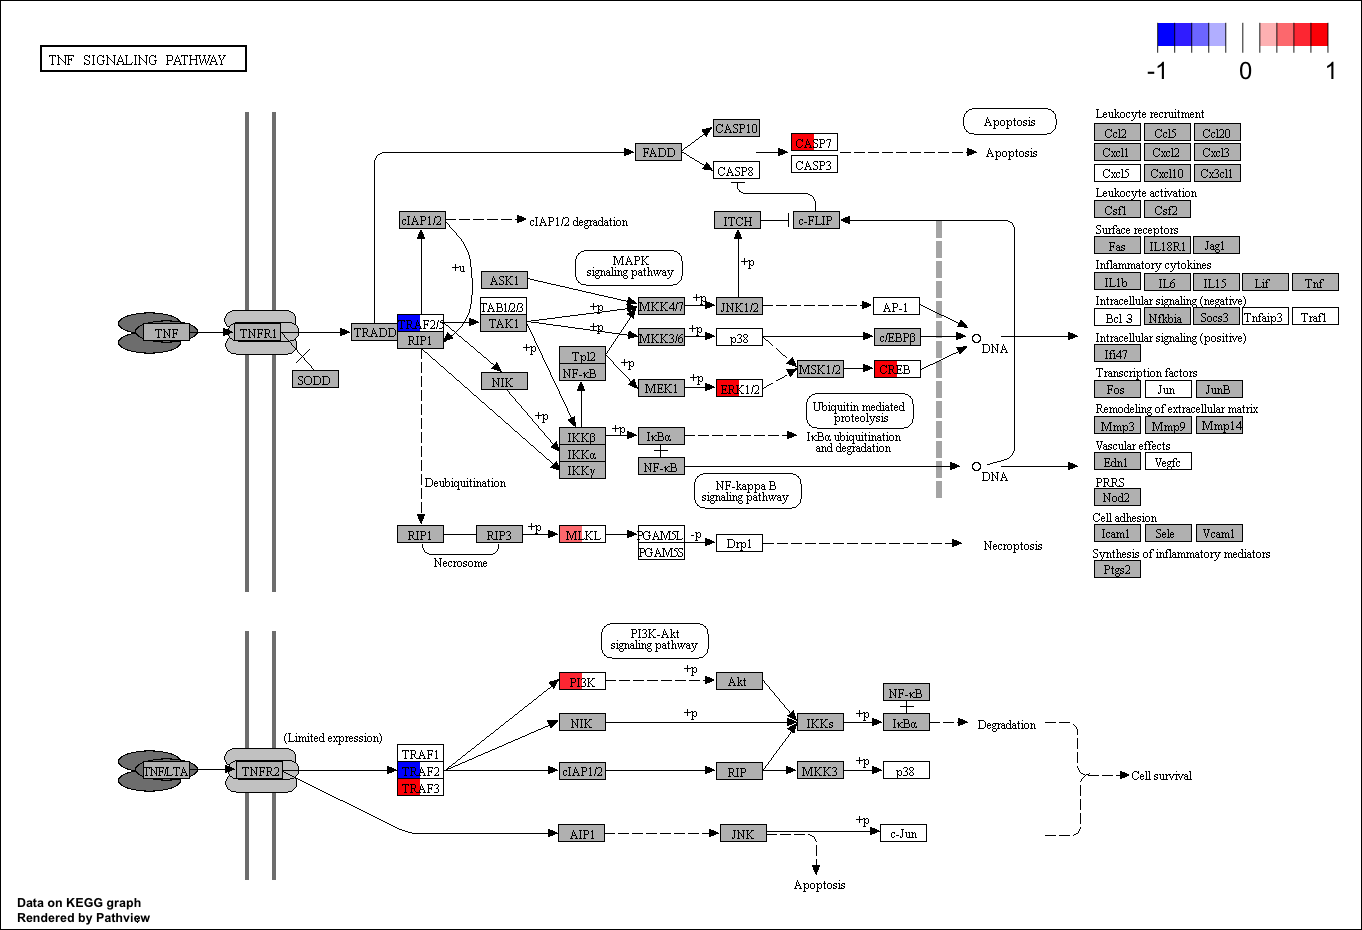 TNF SIGNALING PATHWAY
-1 0 1
Leukocyte recruitment
Ccl2 Ccl5 Ccl20
Cxcl1 Cxcl2 Cxcl3
Cxcl5 Cxcl10 Cx3cl1
Leukocyte activation
Csf1 Csf2
Surface receptors
Fas IL18R1 Jag1
Inflammatory cytokines
IL1b IL6 IL15 Lif Tnf
Intracellular signaling (negative)
Bcl 3 Nfkbia Socs3 Tnfaip3 Traf1
Intracellular signaling (positive)
Ifi47
Transcription factors
Fos Jun JunB
Remodeling of extracellular matrix
Mmp3 Mmp9 Mmp14
Vascular effects
Edn1 Vegfc
PRRS
Nod2
Cell adhesion
Icam1 Sele Vcam1
Synthesis of inflammatory mediators
Ptgs2
CASP10
Apoptosis
FADD
CASP7
Apoptosis
CASP8
CASP3
cIAP1/2
cIAP1/2 degradation
ITCH
c-FLIP
+u
MAPK
signaling pathway
+p
ASK1
TAB1/2/3
+p
MKK4/7
+p
JNK1/2
AP-1
TNF
TNFR1
TRADD
TRAF2/5
TAK1
RIP1
+p
MKK3/6
+p
p38
c/EBPβ
DNA
+p
Tpl2
NF-κB
+p
MSK1/2
CREB
SODD
NIK
MEK1
+p
ERK1/2
+p
Ubiquitin mediated
proteolysis
IKKβ
+p
IκBα
IκBα ubiquitination
and degradation
IKKα
IKKγ
NF-κB
DNA
Deubiquitination
NF-kappa B
signaling pathway
RIP1
RIP3
+p
MLKL
PGAM5L
-p
PGAM5S
Drp1
Necroptosis
Necrosome
PI3K-Akt
signaling pathway
PI3K
+p
Akt
NF-κB
NIK
+p
IKKs
+p
IκBα
Degradation
(Limited expression)
TRAF1
TNF/LTA
TNFR2
TRAF2
cIAP1/2
RIP
MKK3
+p
p38
Cell survival
TRAF3
AIP1
JNK
+p
c-Jun
Apoptosis
Data on KEGG graph
Rendered by Pathview